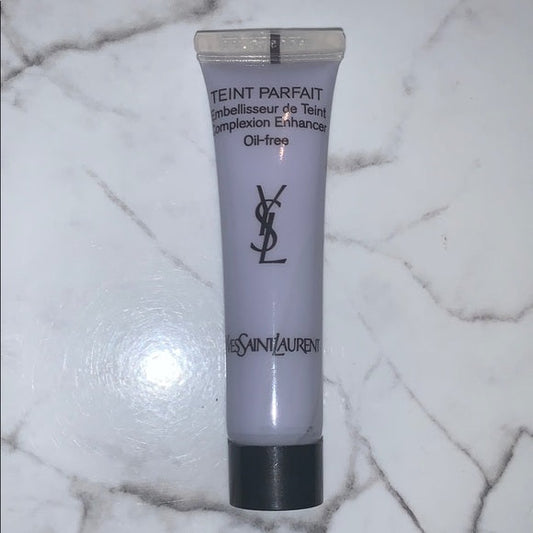 TEINT PARFAIT
Embellisseur de Teint
Complexion Enhancer
Oil-free
YSL
YVESSAINTLAURENT